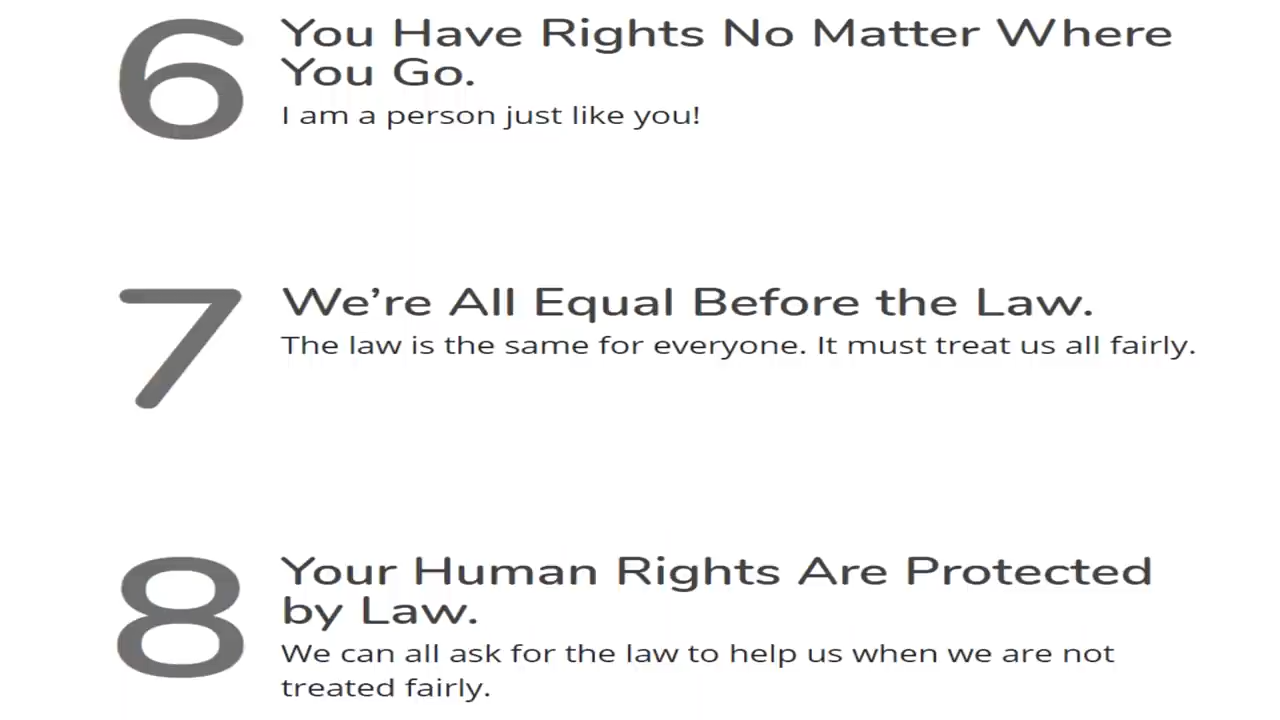 6
You Have Rights No Matter Where
You Go.
I am a person just like you!
7
We’re All Equal Before the Law.
The law is the same for everyone. It must treat us all fairly.
8
Your Human Rights Are Protected
by Law.
We can all ask for the law to help us when we are not
treated fairly.